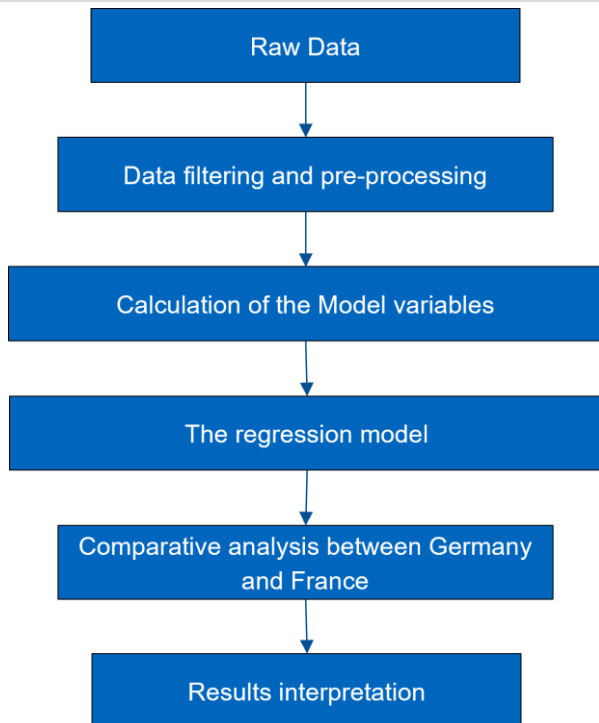 Raw Data
Data filtering and pre-processing
Calculation of the Model variables
The regression model
Comparative analysis between Germany
and France
Results interpretation